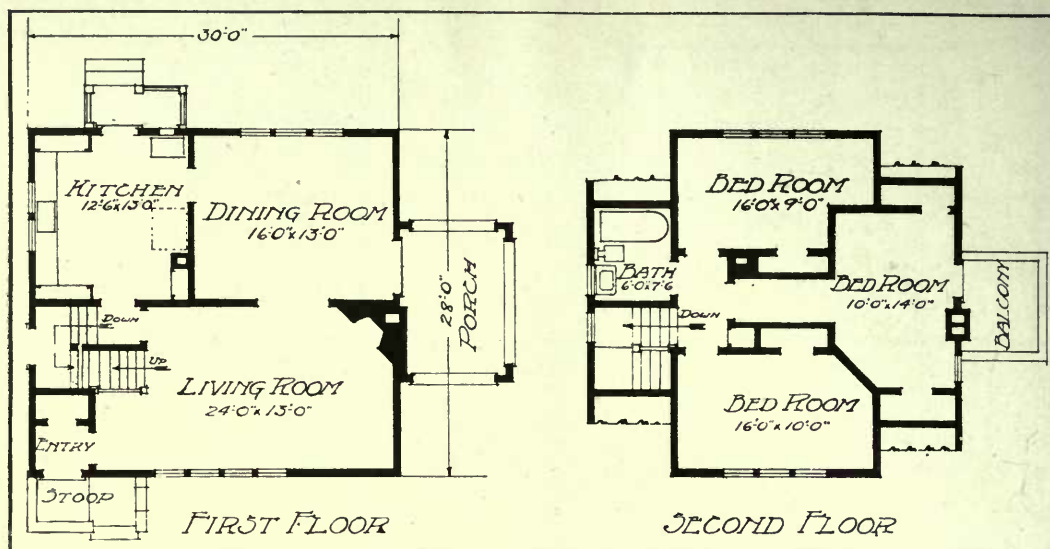 30'-0"
KITCHEN
12'-6"x13'-0"
DINING ROOM
16'-0"x13'-0"
28'-0"
PORCH
DOWN
UP
LIVING ROOM
24'-0"x13'-0"
ENTRY
STOOP
FIRST FLOOR
BED ROOM
16'-0"x9'-0"
BATH
6'-0"x7'-6
BED ROOM
10'-0"x14'-0"
BALCONY
DOWN
BED ROOM
16'-0"x10'-0"
SECOND FLOOR